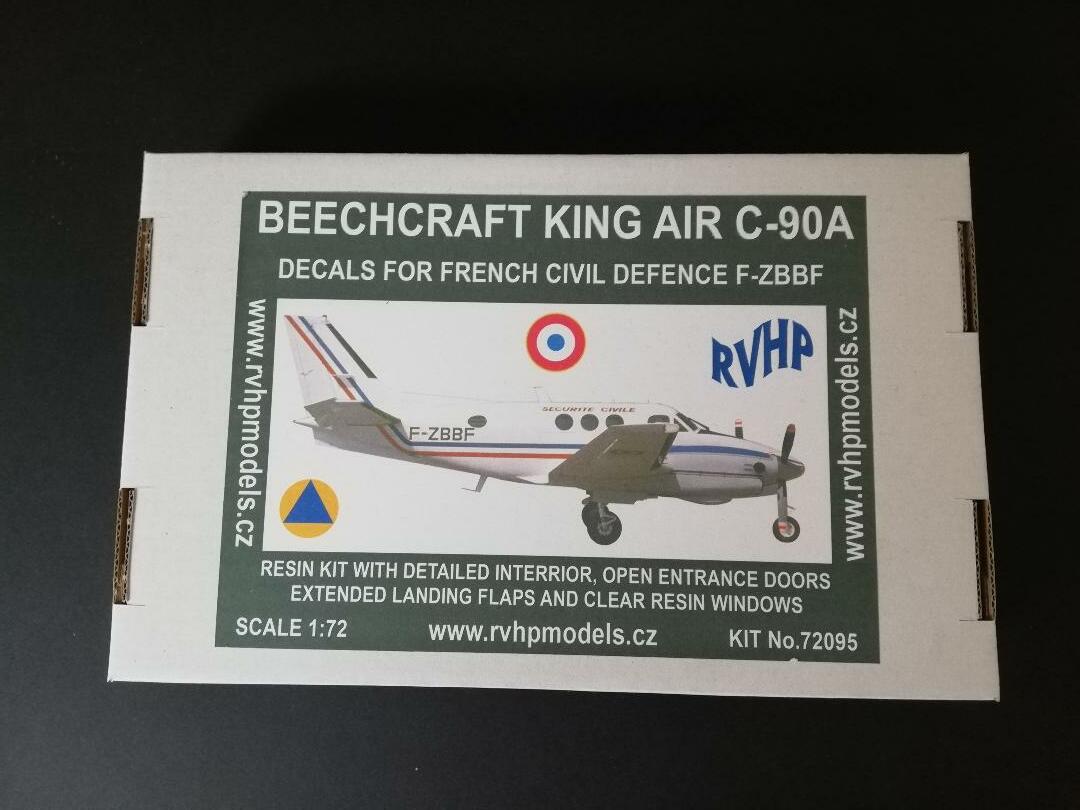 BEECHCRAFT KING AIR C-90A
DECALS FOR FRENCH CIVIL DEFENCE F-ZBBF
www.rvhpmodels.cz
RVHP
SECURITE CIVILE
F-ZBBF
www.rvhpmodels.cz
RESIN KIT WITH DETAILED INTERRIOR, OPEN ENTRANCE DOORS
EXTENDED LANDING FLAPS AND CLEAR RESIN WINDOWS
SCALE 1:72
www.rvhpmodels.cz
KIT No.72095